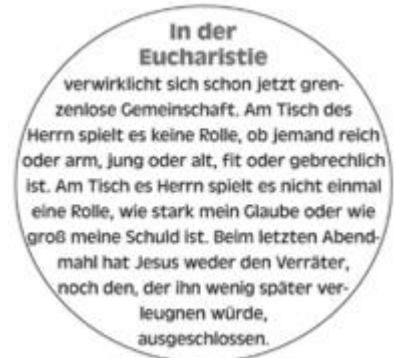 In der
Eucharistie
verwirklicht sich schon jetzt gren-
zenlose Gemeinschaft. Am Tisch des
Herrn spielt es keine Rolle, ob jemand reich
oder arm, jung oder alt, fit oder gebrechlich
ist. Am Tisch es Herrn spielt es nicht einmal
eine Rolle, wie stark mein Glaube oder wie
groß meine Schuld ist. Beim letzten Abend-
mahl hat Jesus weder den Verräter,
noch den, der ihn wenig später ver-
leugnen würde,
ausgeschlossen.